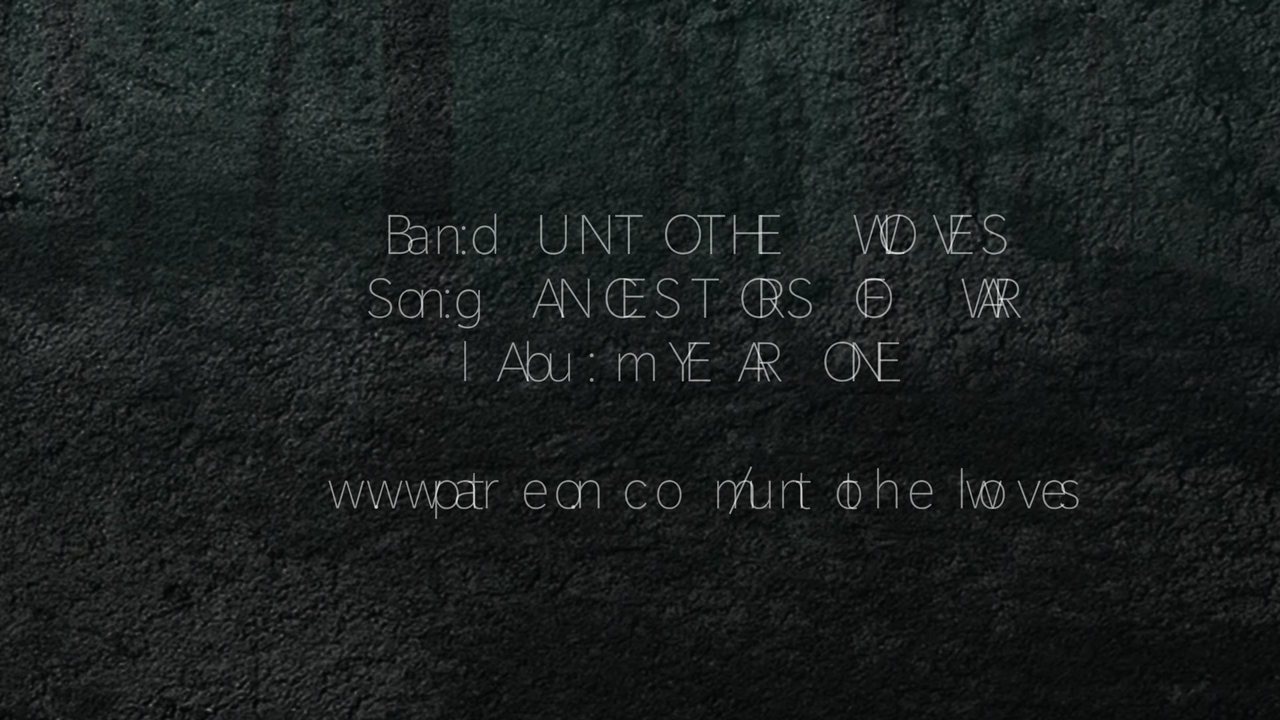 Band: UNTO THE WOLVES
Song: ANCESTORS OF WAR
Album: YEAR ONE
www.patreon.com/untothewolves